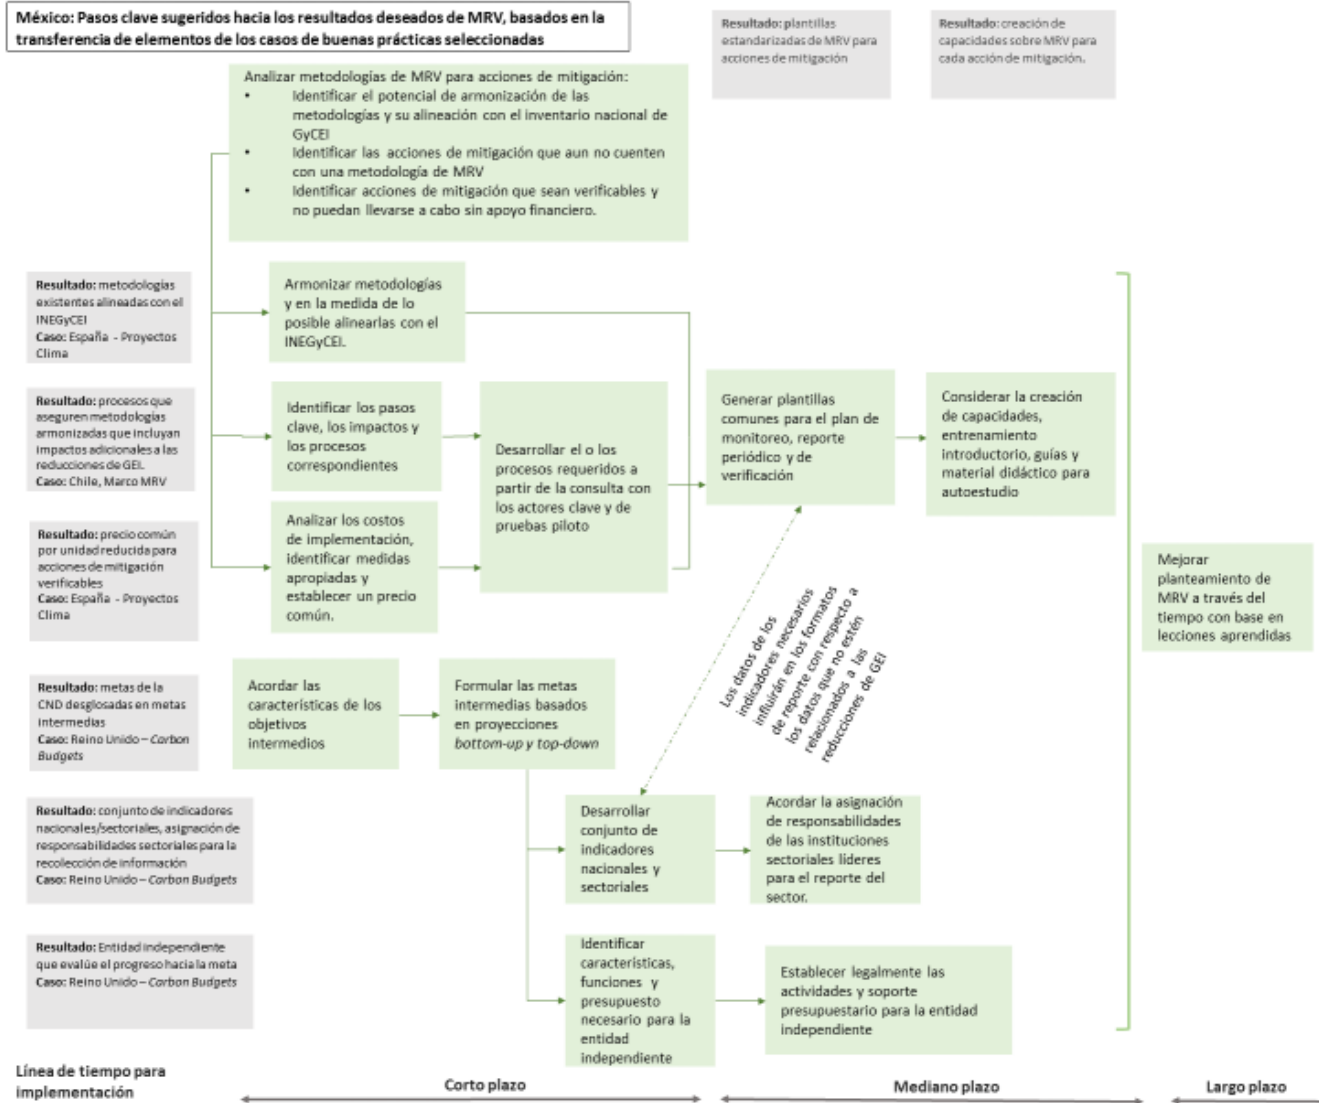 México: Pasos clave sugeridos hacia los resultados deseados de MRV, basados en la
transferencia de elementos de los casos de buenas prácticas seleccionadas
Resultado: plantillas
estandarizadas de MRV para
acciones de mitigación
Resultado: creación de
capacidades sobre MRV para
cada acción de mitigación.
Analizar metodologías de MRV para acciones de mitigación:
• Identificar el potencial de armonización de las
metodologías y su alineación con el inventario nacional de
GyCEI
• Identificar las acciones de mitigación que aun no cuenten
con una metodología de MRV
• Identificar acciones de mitigación que sean verificables y
no puedan llevarse a cabo sin apoyo financiero.
Resultado: metodologías
existentes alineadas con el
INEGyCEI
Caso: España - Proyectos
Clima
Armonizar metodologías
y en la medida de lo
posible alinearlas con el
INEGyCEI.
Resultado: procesos que
aseguren metodologías
armonizadas que incluyan
impactos adicionales a las
reducciones de GEI.
Caso: Chile, Marco MRV
Identificar los pasos
clave, los impactos y
los procesos
correspondientes
Desarrollar el o los
procesos requeridos a
partir de la consulta con
los actores clave y de
pruebas piloto
Generar plantillas
comunes para el plan de
monitoreo, reporte
periódico y de
verificación
Considerar la creación
de capacidades,
entrenamiento
introductorio, guías y
material didáctico para
autoestudio
Resultado: precio común
por unidad reducida para
acciones de mitigación
verificables
Caso: España - Proyectos
Clima
Analizar los costos
de implementación,
identificar medidas
apropiadas y
establecer un precio
común.
Mejorar
planteamiento de
MRV a través del
tiempo con base en
lecciones aprendidas
Los datos de los
indicadores necesarios
influirán en los formatos
de reporte con respecto a
los datos que no estén
relacionados a las
reducciones de GEI
Resultado: metas de la
CND desglosadas en metas
intermedias
Caso: Reino Unido – Carbon
Budgets
Acordar las
características de los
objetivos
intermedios
Formular las metas
intermedias basados
en proyecciones
bottom-up y top-down
Resultado: conjunto de indicadores
nacionales/sectoriales, asignación de
responsabilidades sectoriales para la
recolección de información
Caso: Reino Unido – Carbon Budgets
Desarrollar
conjunto de
indicadores
nacionales y
sectoriales
Acordar la asignación
de responsabilidades
de las instituciones
sectoriales líderes
para el reporte del
sector.
Resultado: Entidad independiente
que evalúe el progreso hacia la meta
Caso: Reino Unido – Carbon Budgets
Identificar
características,
funciones y
presupuesto
necesario para la
entidad
independiente
Establecer legalmente las
actividades y soporte
presupuestario para la entidad
independiente
Línea de tiempo para
implementación
Corto plazo
Mediano plazo
Largo plazo